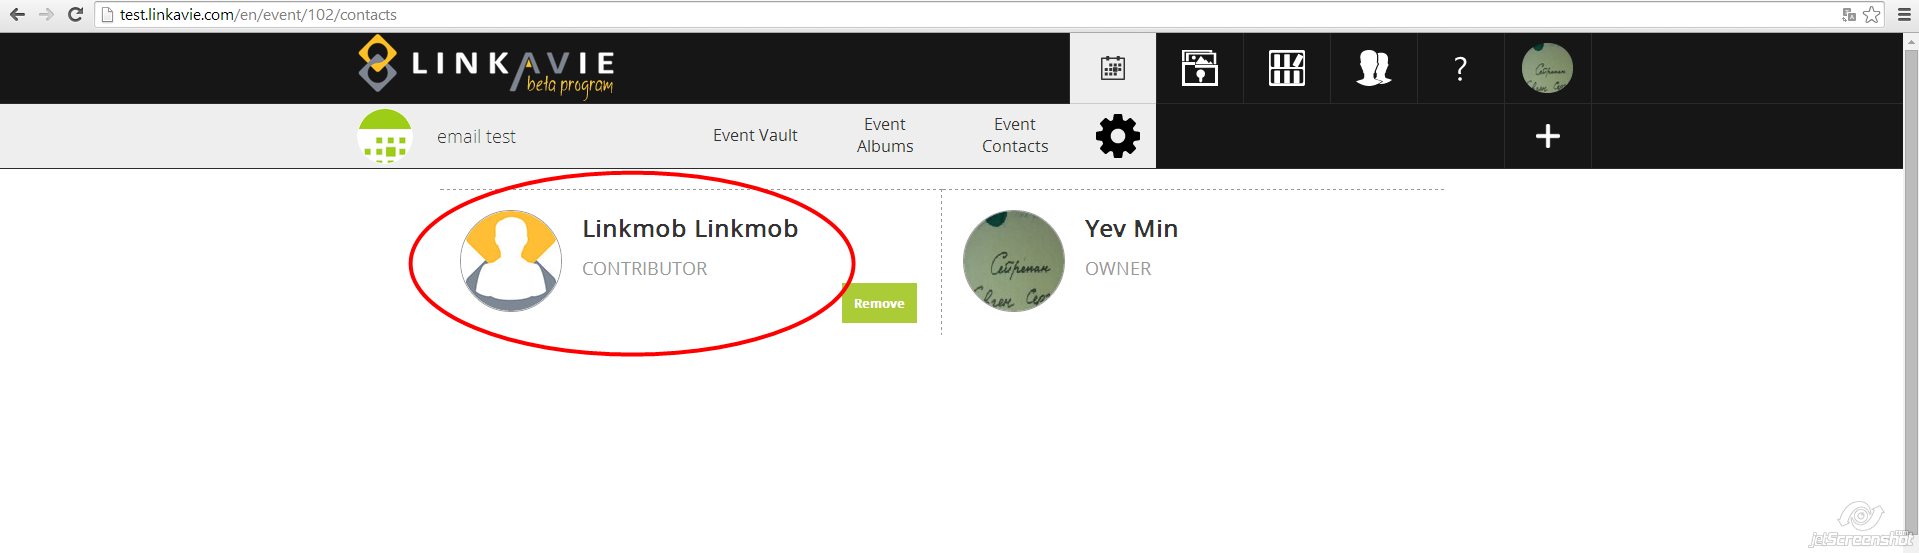 test.linkavie.com/en/event/102/contacts
LINKAVIE
beta program
?
email test
Event Vault
Event
Albums
Event
Contacts
Linkmob Linkmob
CONTRIBUTOR
Remove
Yev Min
OWNER
jetScreenshot
.com